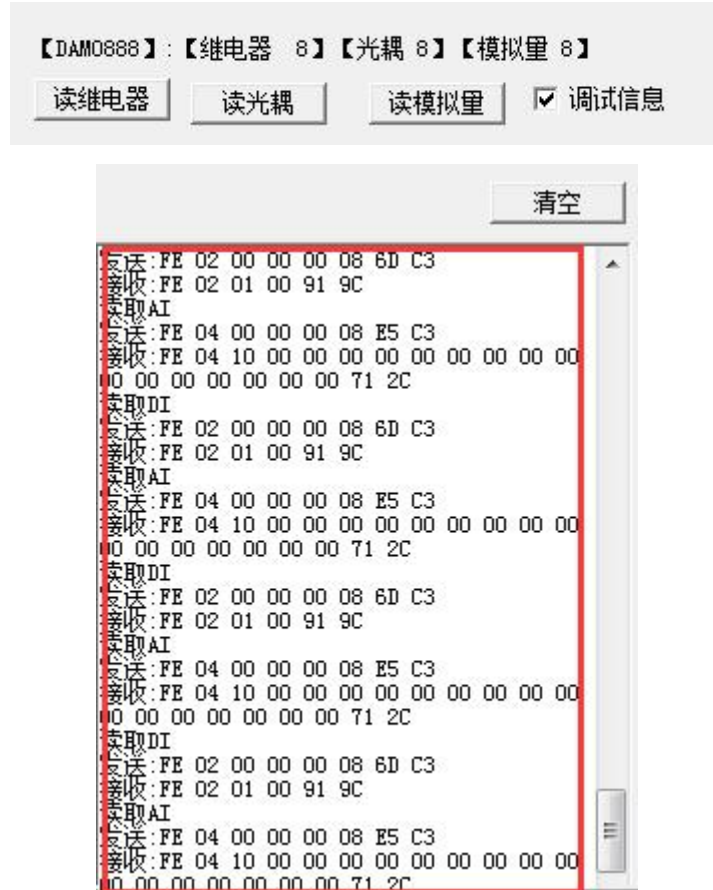 【DAM0888】:【继电器 8】【光耦 8】【模拟量 8】
读继电器 读光耦 读模拟量 调试信息
清空
发送:FE 02 00 00 00 08 6D C3
接收:FE 02 01 00 91 9C
读取AI
发送:FE 04 00 00 00 08 E5 C3
接收:FE 04 10 00 00 00 00 00 00 00 00 00
00 00 00 00 00 00 00 71 2C
读取DI
发送:FE 02 00 00 00 08 6D C3
接收:FE 02 01 00 91 9C
读取AI
发送:FE 04 00 00 00 08 E5 C3
接收:FE 04 10 00 00 00 00 00 00 00 00 00
00 00 00 00 00 00 00 71 2C
读取DI
发送:FE 02 00 00 00 08 6D C3
接收:FE 02 01 00 91 9C
读取AI
发送:FE 04 00 00 00 08 E5 C3
接收:FE 04 10 00 00 00 00 00 00 00 00 00
00 00 00 00 00 00 00 71 2C
读取DI
发送:FE 02 00 00 00 08 6D C3
接收:FE 02 01 00 91 9C
读取AI
发送:FE 04 00 00 00 08 E5 C3
接收:FE 04 10 00 00 00 00 00 00 00 00 00
00 00 00 00 00 00 00 71 2C